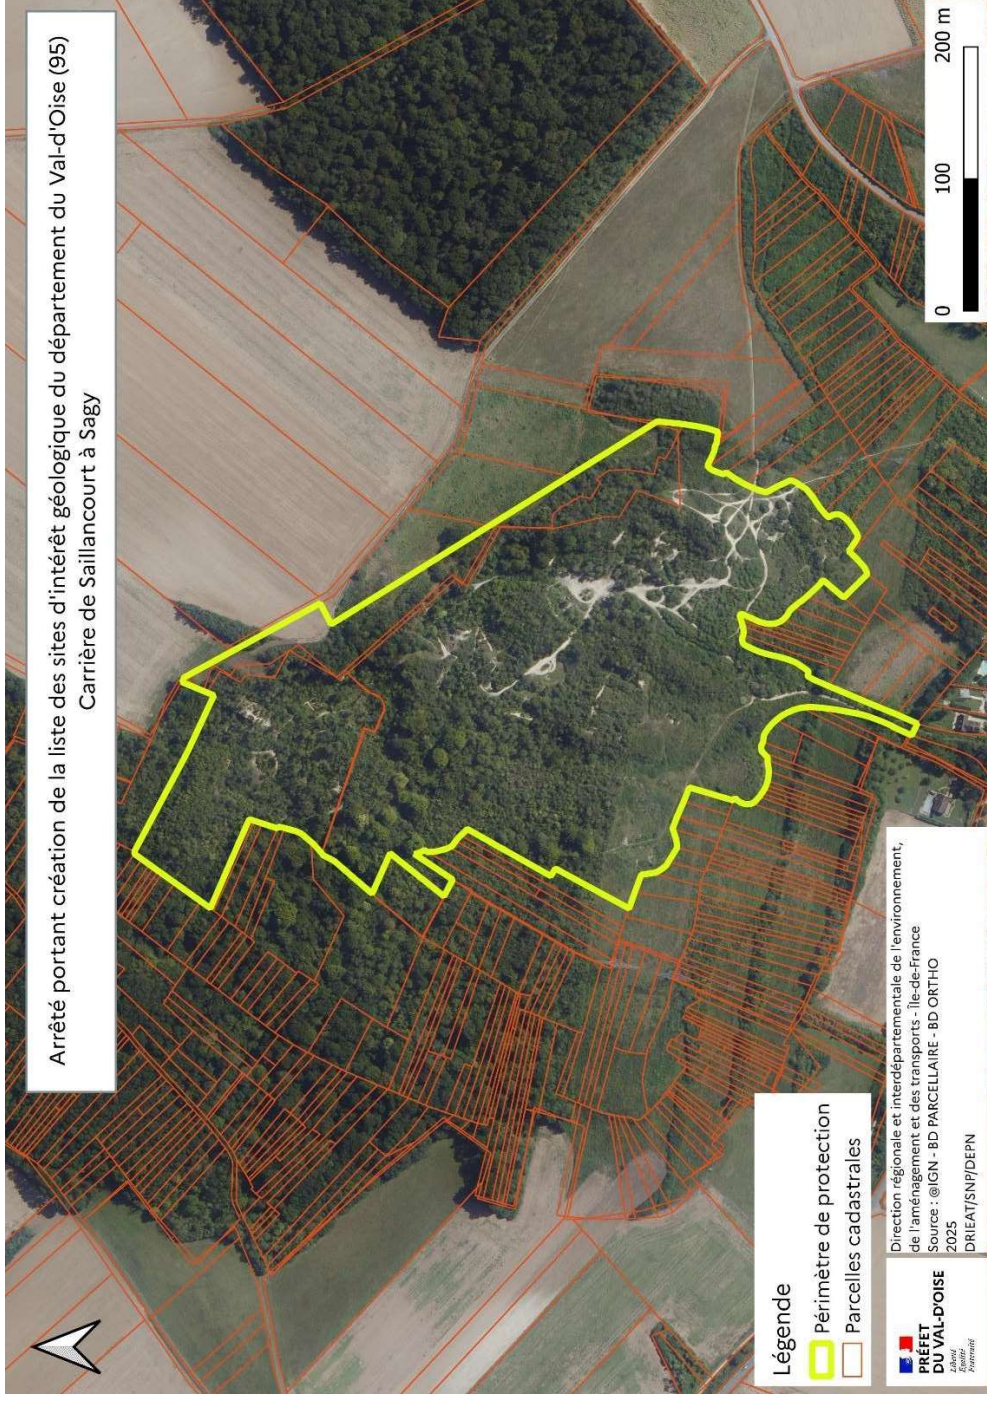 Arrêté portant création de la liste des sites d'intérêt géologique du département du Val-d'Oise (95)
Carrière de Saillancourt à Sagy
Légende
Périmètre de protection
Parcelles cadastrales
PRÉFET
DU VAL-D'OISE
Liberté
Égalité
Fraternité
Direction régionale et interdépartementale de l'environnement,
de l'aménagement et des transports - Île-de-France
Source : @IGN - BD PARCELLAIRE - BD ORTHO
2025
DRIEAT/SNP/DEPN
0 100 200 m